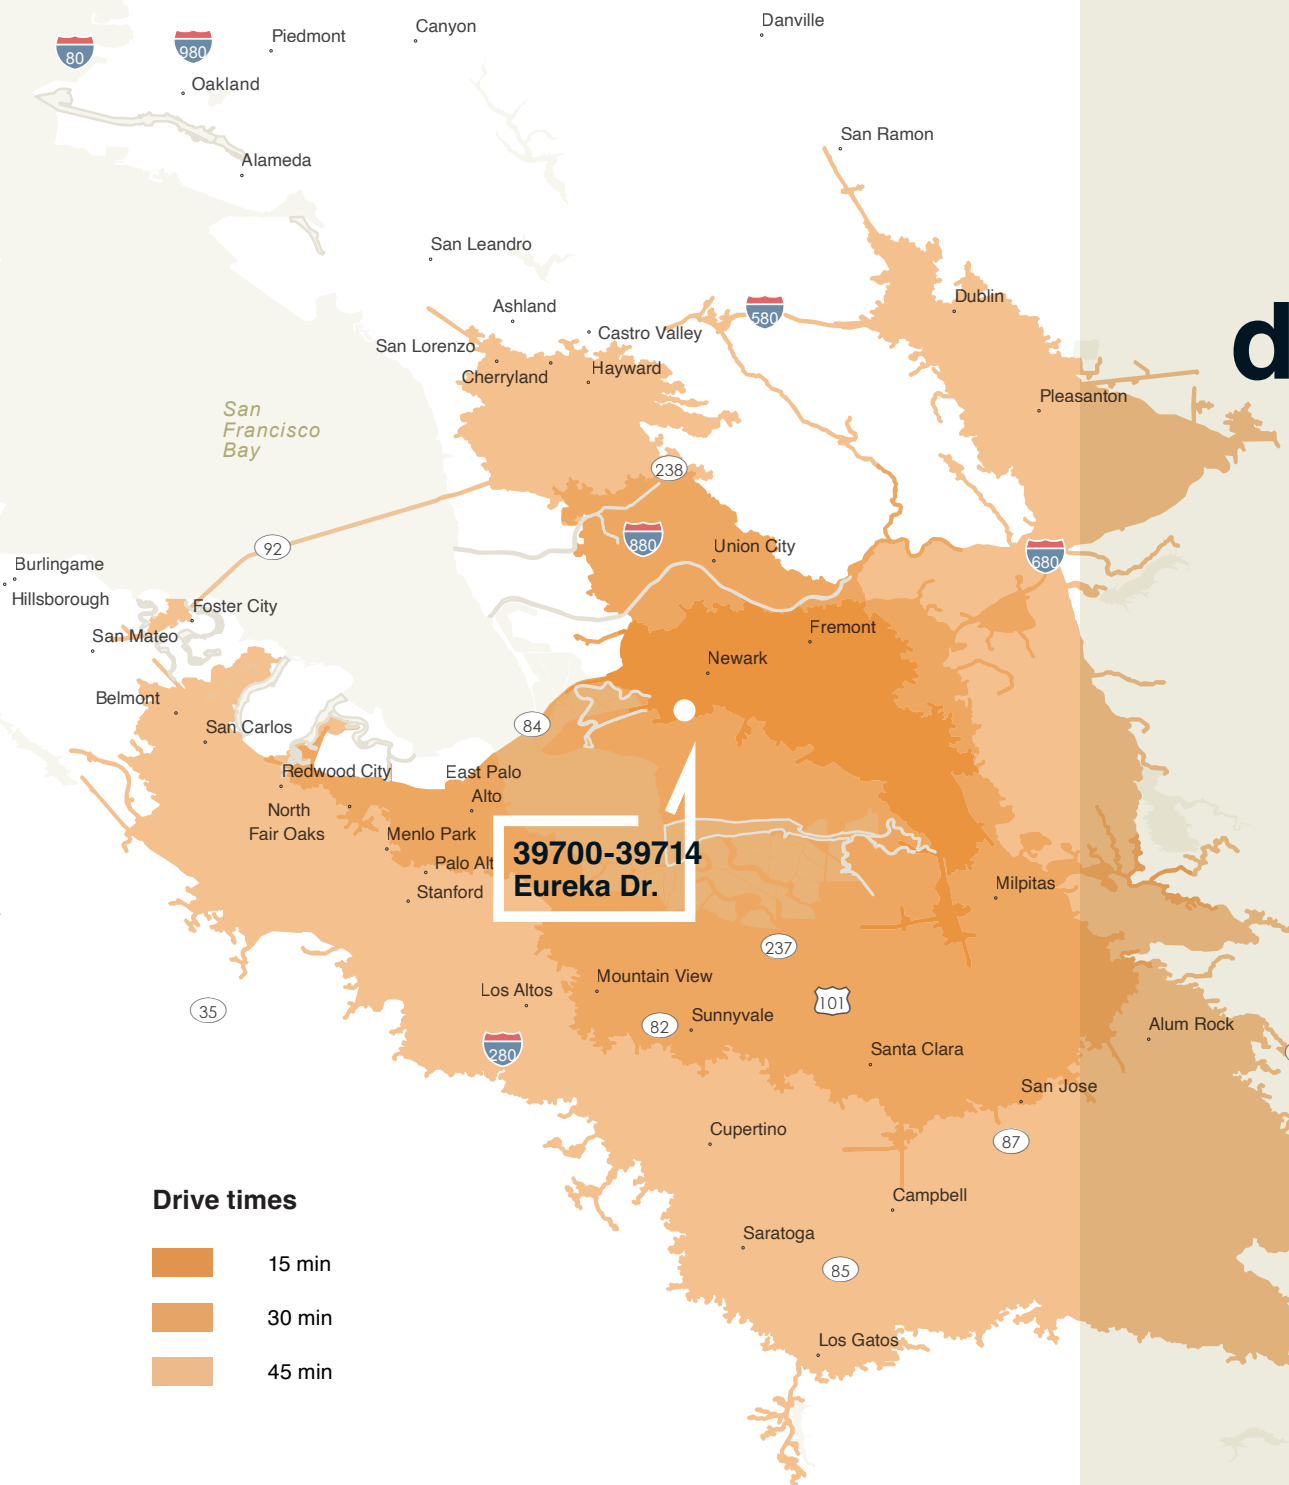 Danville
Canyon
Piedmont
80
980
Oakland
San Ramon
Alameda
San Leandro
Dublin
Ashland
580
Castro Valley
San Lorenzo
Hayward
Cherryland
d
Pleasanton
San
Francisco
Bay
238
880
Union City
92
680
Burlingame
Hillsborough
Foster City
San Mateo
Fremont
Newark
Belmont
San Carlos
84
Redwood City
East Palo
Alto
North
Fair Oaks
Menlo Park
Palo Alt
Stanford
39700-39714
Eureka Dr.
Milpitas
237
Mountain View
Los Altos
101
35
82
Sunnyvale
Alum Rock
280
Santa Clara
San Jose
Cupertino
87
Campbell
Saratoga
85
Los Gatos
Drive times
15 min
30 min
45 min